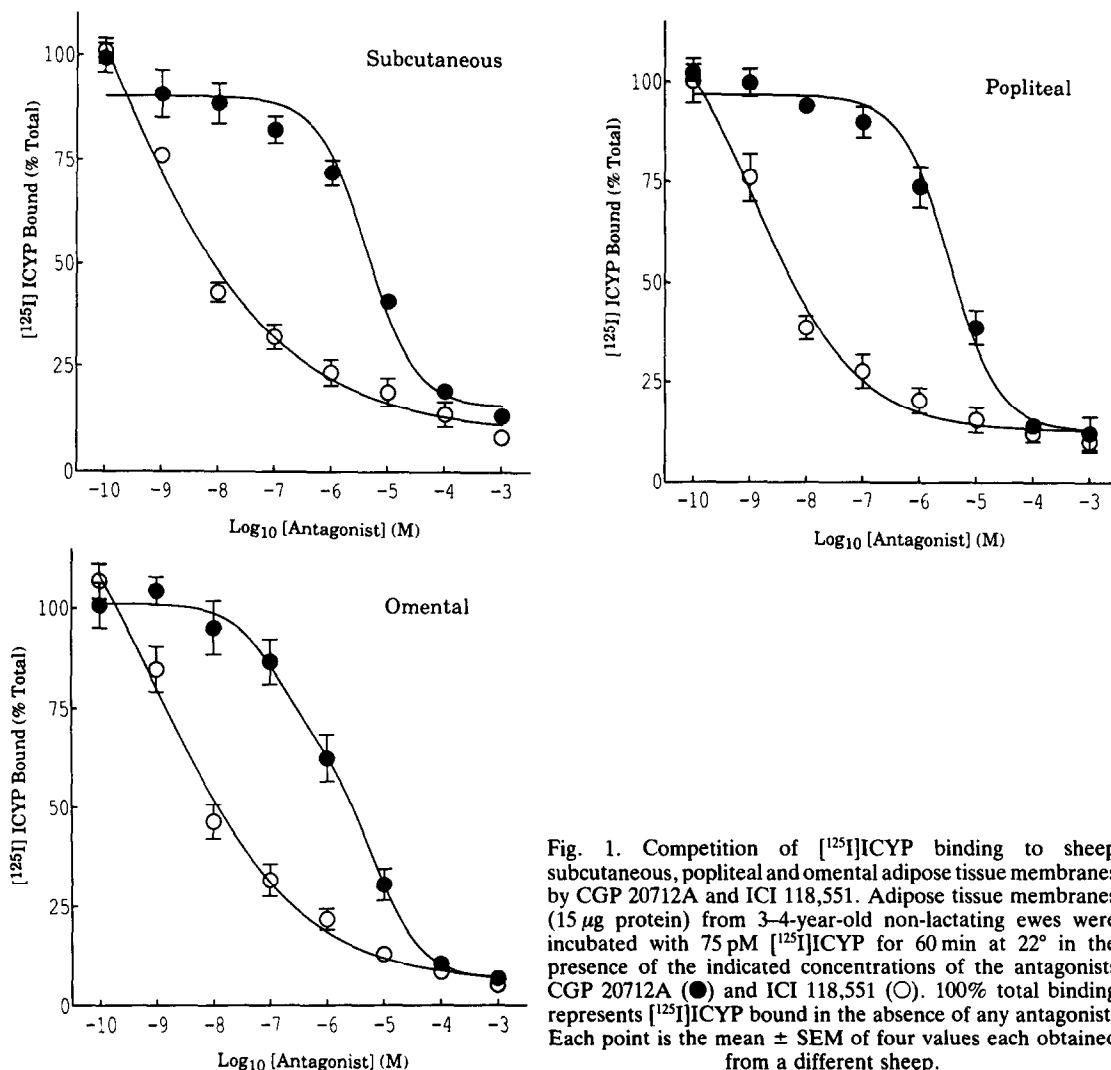 Subcutaneous
[¹²⁵I] ICYP Bound (% Total)
100
75
50
25
0
-10 -9 -8 -7 -6 -5 -4 -3
Log₁₀ [Antagonist] (M)
Popliteal
[¹²⁵I] ICYP Bound (% Total)
100
75
50
25
0
-10 -9 -8 -7 -6 -5 -4 -3
Log₁₀ [Antagonist] (M)
Omental
[¹²⁵I] ICYP Bound (% Total)
100
75
50
25
0
-10 -9 -8 -7 -6 -5 -4 -3
Log₁₀ [Antagonist] (M)
Fig. 1. Competition of [¹²⁵I]ICYP binding to sheep
subcutaneous, popliteal and omental adipose tissue membranes
by CGP 20712A and ICI 118,551. Adipose tissue membranes
(15 μg protein) from 3–4-year-old non-lactating ewes were
incubated with 75 pM [¹²⁵I]ICYP for 60 min at 22° in the
presence of the indicated concentrations of the antagonists
CGP 20712A (●) and ICI 118,551 (○). 100% total binding
represents [¹²⁵I]ICYP bound in the absence of any antagonist.
Each point is the mean ± SEM of four values each obtained
from a different sheep.